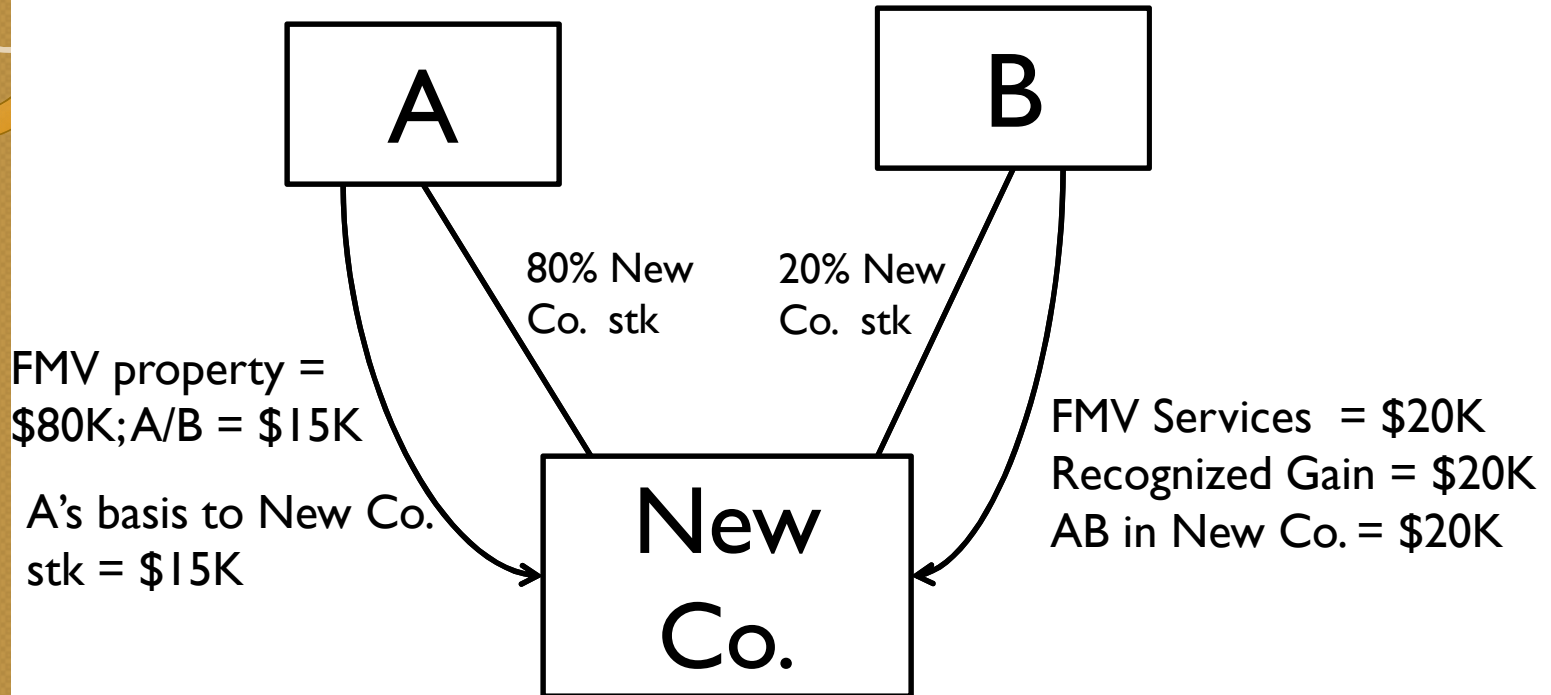 A
B
80% New
Co. stk
20% New
Co. stk
FMV property =
$80K; A/B = $15K
A's basis to New Co.
stk = $15K
FMV Services = $20K
Recognized Gain = $20K
AB in New Co. = $20K
New
Co.